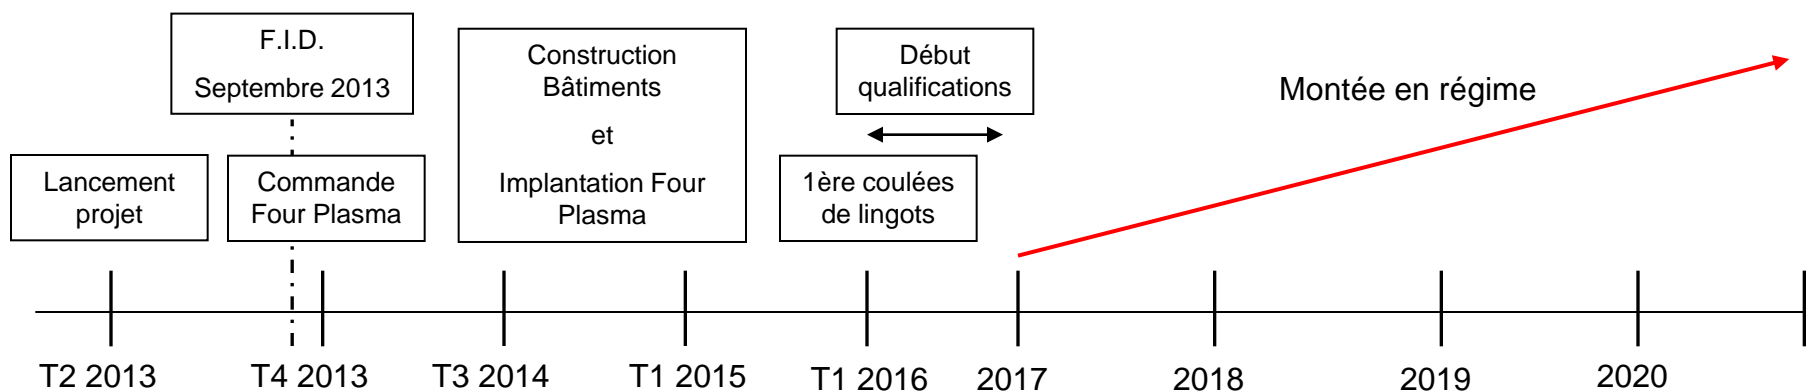 F.I.D.
Septembre 2013
Lancement
projet
Commande
Four Plasma
Construction
Bâtiments
et
Implantation Four
Plasma
Début
qualifications
1ère coulées
de lingots
Montée en régime
T2 2013
T4 2013
T3 2014
T1 2015
T1 2016
2017
2018
2019
2020